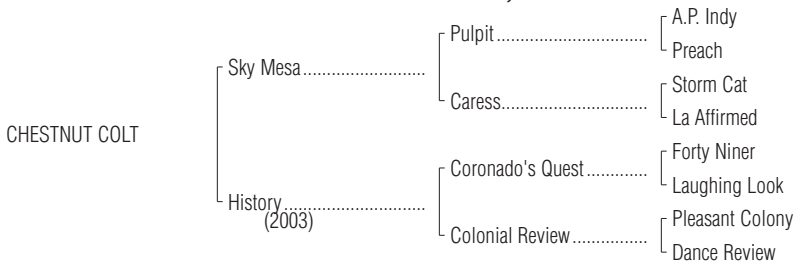 A.P. Indy
Pulpit
Preach
Sky Mesa
Storm Cat
Caress
La Affirmed
CHESTNUT COLT
Forty Niner
Coronado's Quest
Laughing Look
History
(2003)
Pleasant Colony
Colonial Review
Dance Review